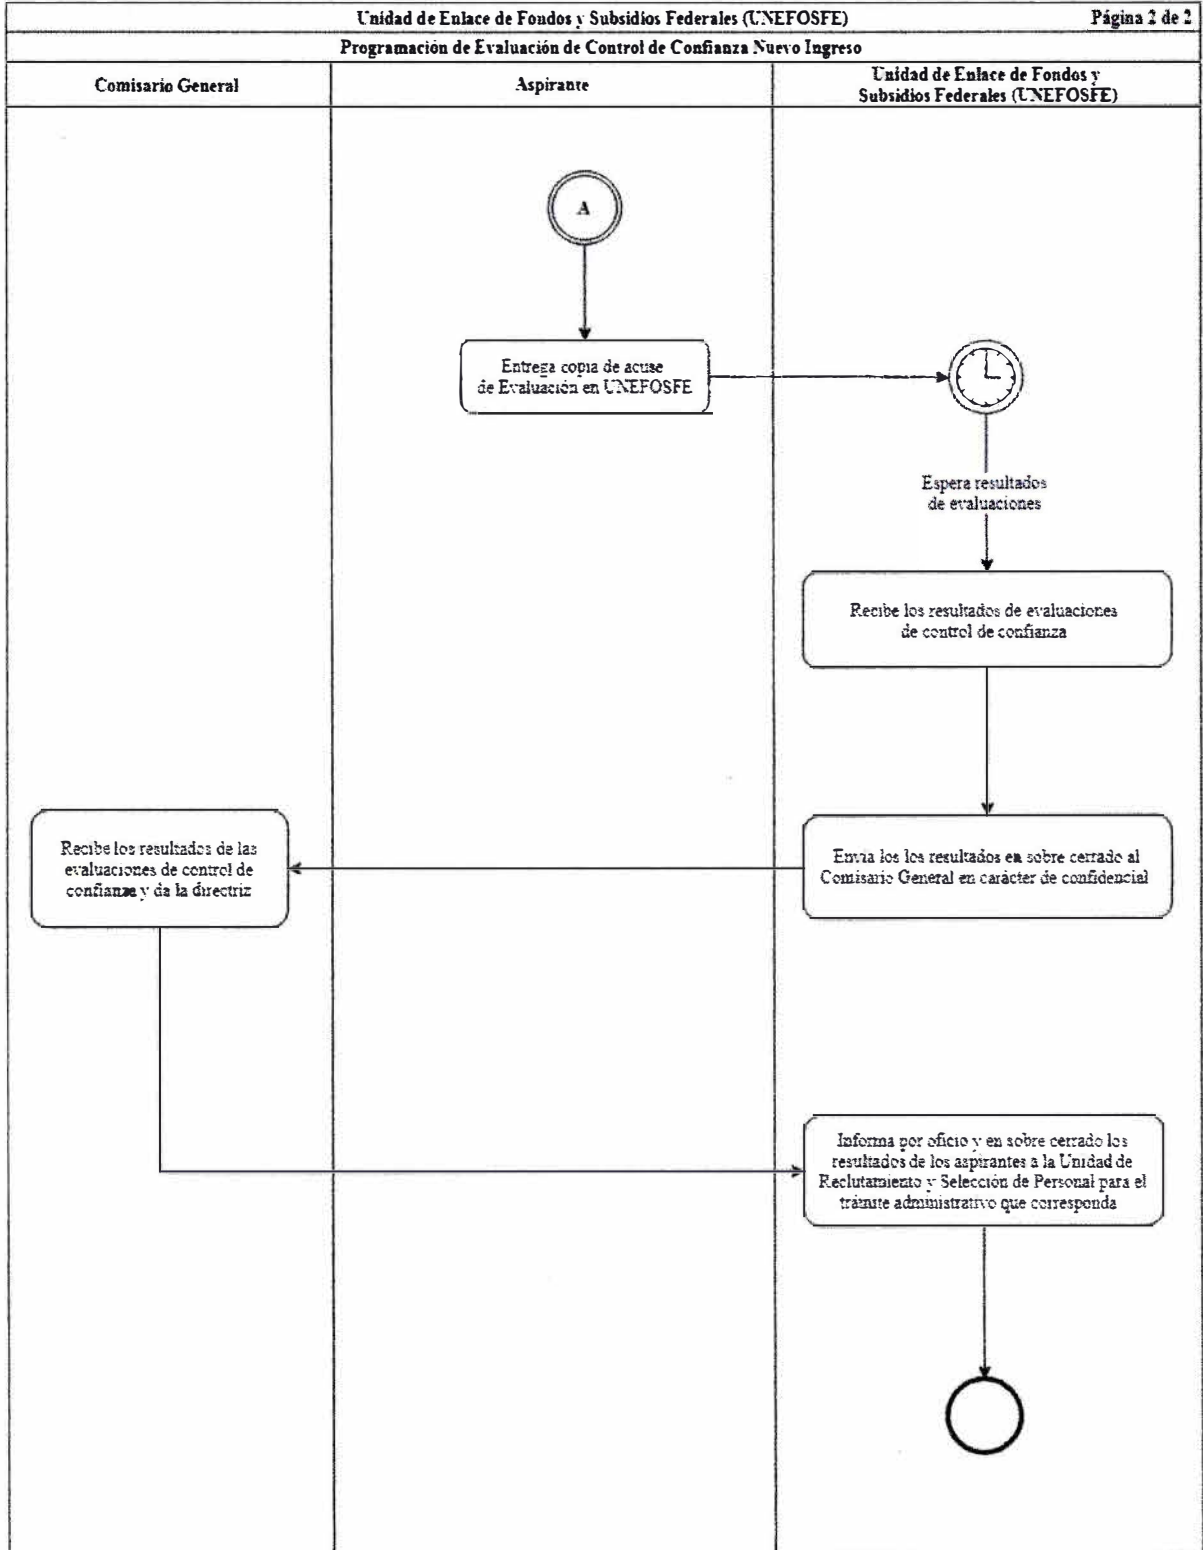 Unidad de Enlace de Fondos y Subsidios Federales (UNEFOSFE)
Página 2 de 2
Programación de Evaluación de Control de Confianza Nuevo Ingreso
Comisario General
Aspirante
Unidad de Enlace de Fondos y
Subsidios Federales (UNEFOSFE)
A
Entrega copia de acuse
de Evaluación en UNEFOSFE
Espera resultados
de evaluaciones
Recibe los resultados de evaluaciones
de control de confianza
Recibe los resultados de las
evaluaciones de control de
confianza y da la directriz
Envia los los resultados en sobre cerrado al
Comisario General en carácter de confidencial
Informa por oficio y en sobre cerrado los
resultados de los aspirantes a la Unidad de
Reclutamiento y Selección de Personal para el
trámite administrativo que corresponda